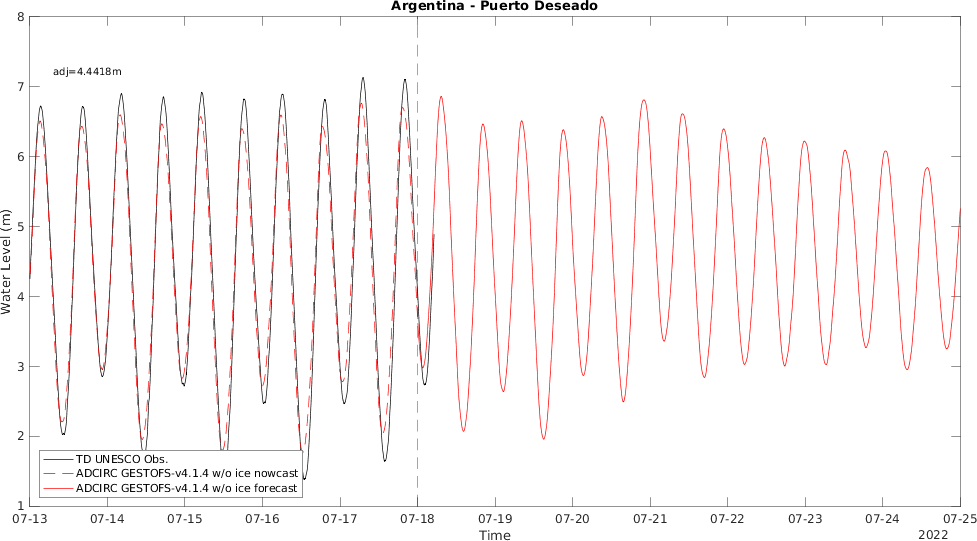 Argentina - Puerto Deseado
8
adj=4.4418m
7
6
5
4
3
2
1
Water Level (m)
TD UNESCO Obs.
ADCIRC GESTOFS-v4.1.4 w/o ice nowcast
ADCIRC GESTOFS-v4.1.4 w/o ice forecast
07-13 07-14 07-15 07-16 07-17 07-18 07-19 07-20 07-21 07-22 07-23 07-24 07-25
Time
2022